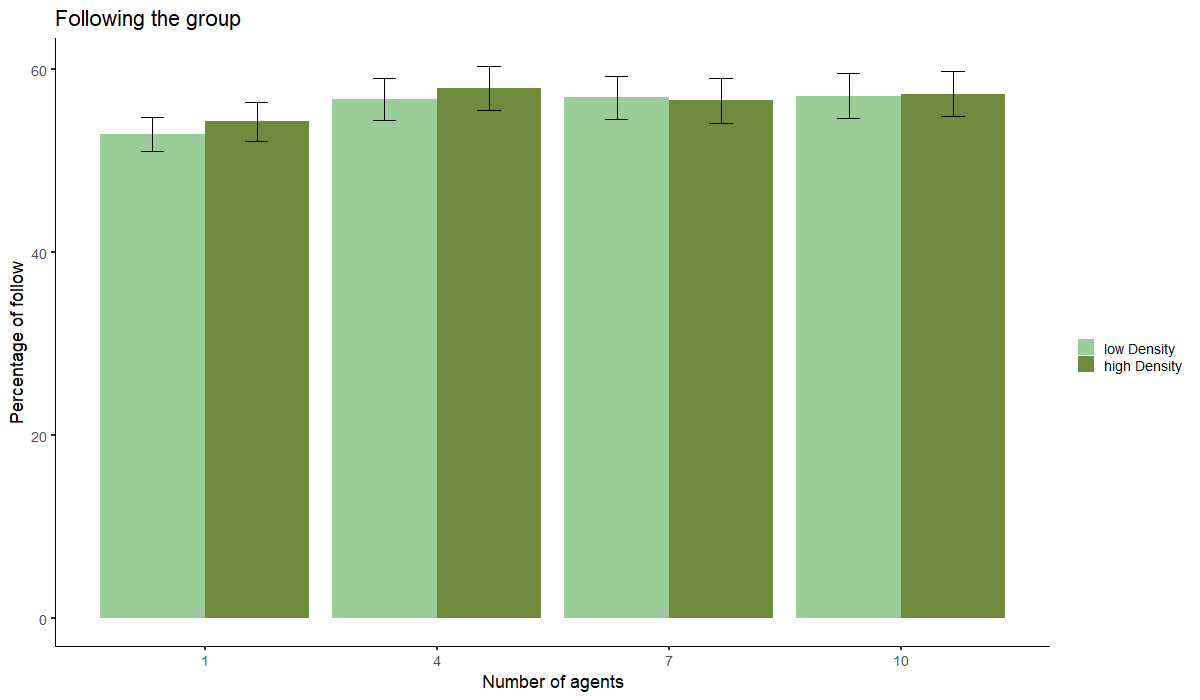 Following the group
Percentage of follow
60
40
20
0
1 4 7 10
Number of agents
low Density
high Density